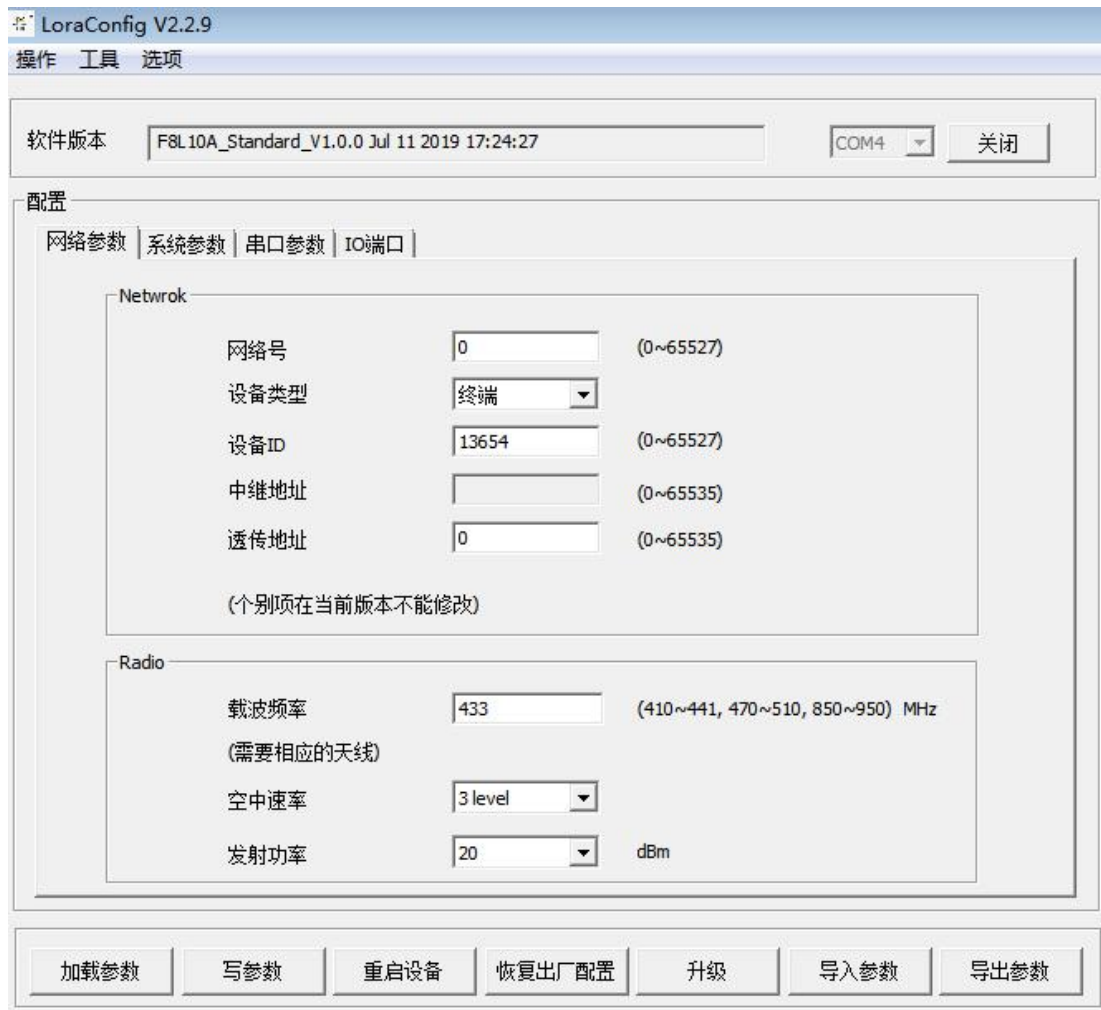 LoraConfig V2.2.9
操作 工具 选项
软件版本 F8L10A_Standard_V1.0.0 Jul 11 2019 17:24:27 COM4 关闭
配置
网络参数 系统参数 串口参数 IO端口
Netwrok
网络号 0 (0~65527)
设备类型 终端
设备ID 13654 (0~65527)
中继地址 (0~65535)
透传地址 0 (0~65535)
(个别项在当前版本不能修改)
Radio
载波频率 433 (410~441, 470~510, 850~950) MHz
(需要相应的天线)
空中速率 3 level
发射功率 20 dBm
加载参数 写参数 重启设备 恢复出厂配置 升级 导入参数 导出参数